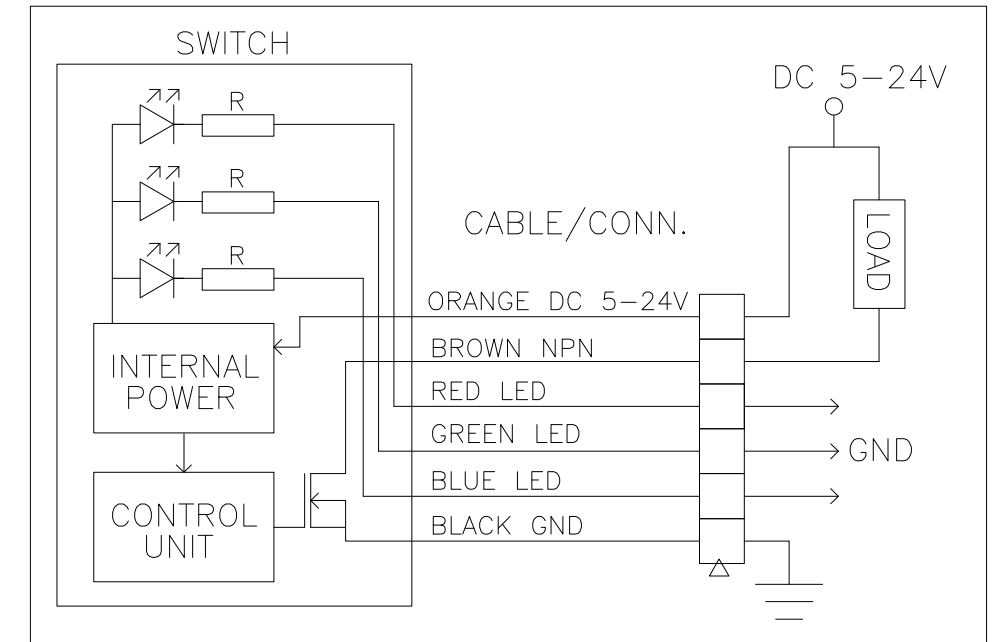 SWITCH
DC 5-24V
R
R
R
CABLE/CONN.
LOAD
ORANGE DC 5-24V
BROWN NPN
RED LED
GREEN LED
BLUE LED
BLACK GND
INTERNAL
POWER
CONTROL
UNIT
GND